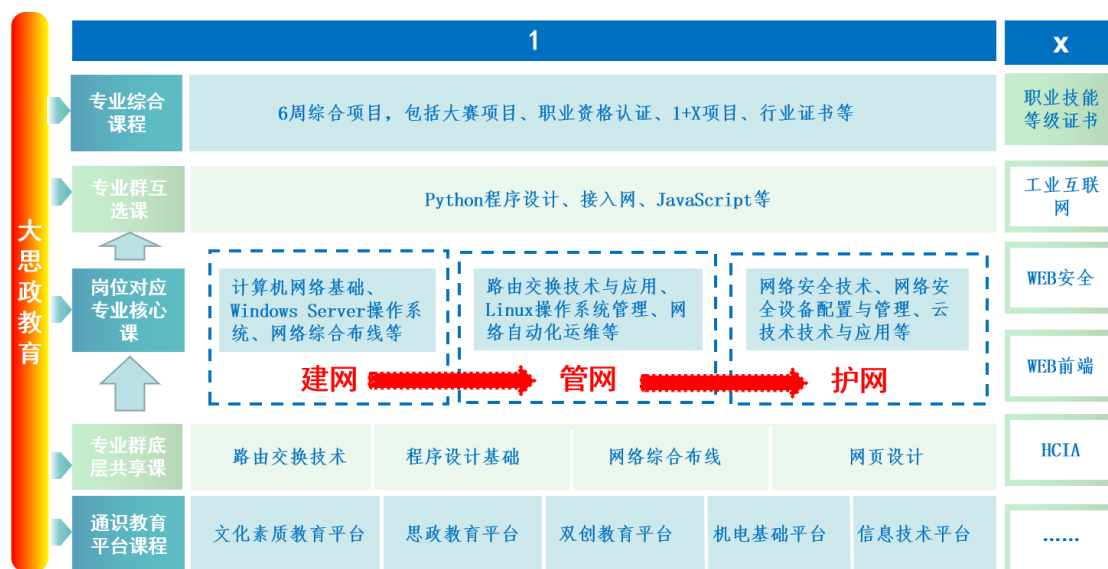 大思政教育
1
x
专业综合
课程
6周综合项目，包括大赛项目、职业资格认证、1+X项目、行业证书等
职业技能
等级证书
专业群互
选课
Python程序设计、接入网、JavaScript等
工业互联
网
岗位对应
专业核心
课
计算机网络基础、
Windows Server操作系
统、网络综合布线等
路由交换技术与应用、
Linux操作系统管理、网
络自动化运维等
网络安全技术、网络安
全设备配置与管理、云
技术技术与应用等
WEB安全
建网
管网
护网
WEB前端
专业群底
层共享课
路由交换技术
程序设计基础
网络综合布线
网页设计
HCIA
通识教育
平台课程
文化素质教育平台
思政教育平台
双创教育平台
机电基础平台
信息技术平台
……